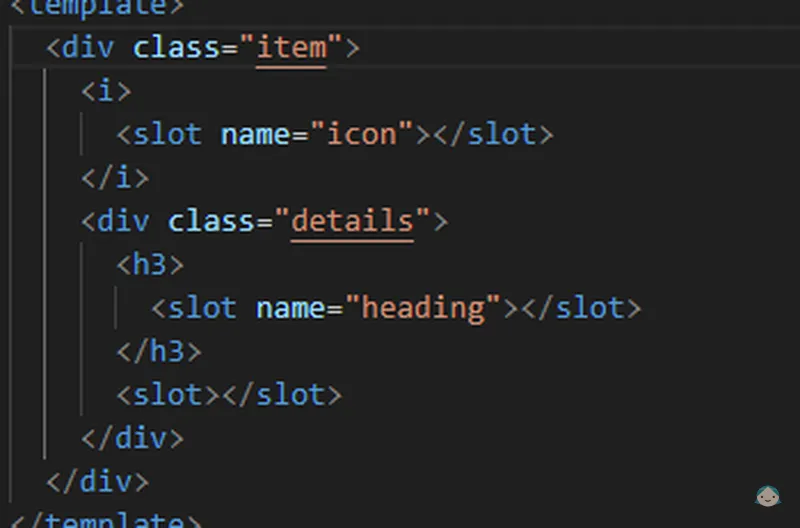 <template>
<div class="item">
<i>
<slot name="icon"></slot>
</i>
<div class="details">
<h3>
<slot name="heading"></slot>
</h3>
<slot></slot>
</div>
</div>
</template>